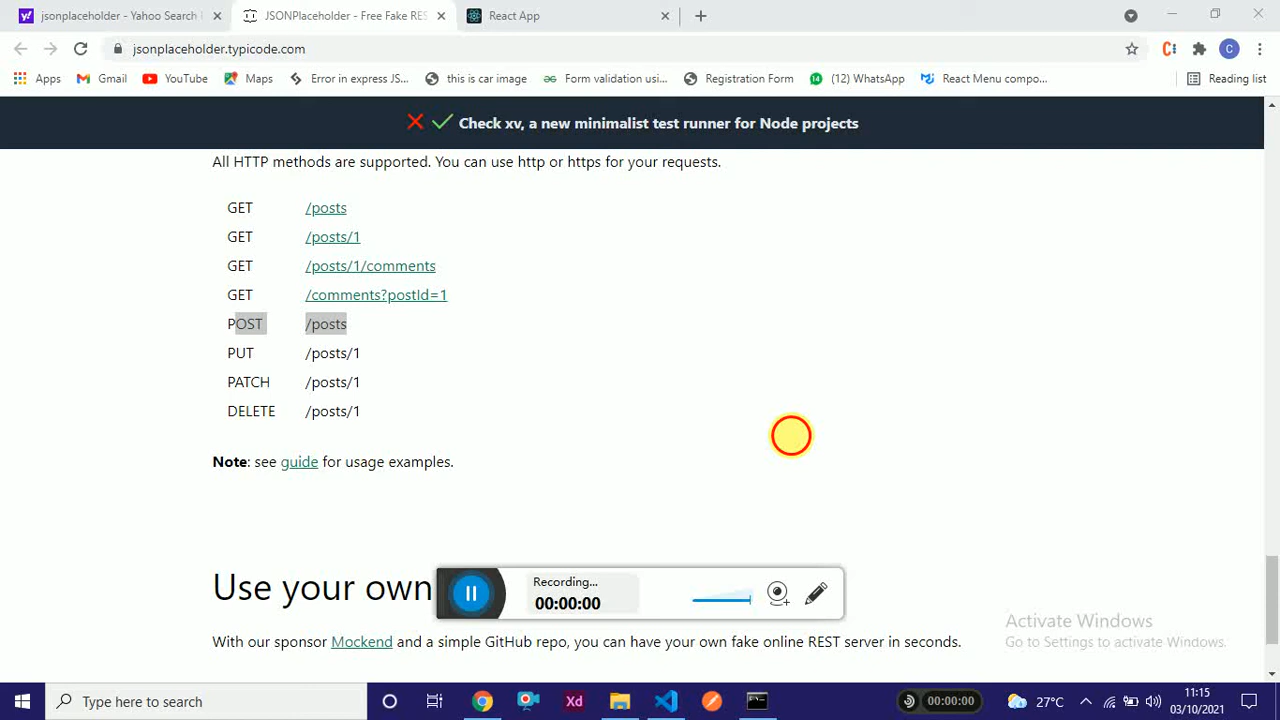 jsonplaceholder - Yahoo Search
JSONPlaceholder - Free Fake RES
React App
jsonplaceholder.typicode.com
C
Apps
Gmail
YouTube
Maps
Error in express JS...
this is car image
Form validation usi...
Registration Form
(12) WhatsApp
React Menu compo...
Reading list
Check xv, a new minimalist test runner for Node projects
All HTTP methods are supported. You can use http or https for your requests.
GET /posts
GET /posts/1
GET /posts/1/comments
GET /comments?postId=1
POST /posts
PUT /posts/1
PATCH /posts/1
DELETE /posts/1
Note: see guide for usage examples.
Use your own
Recording...
00:00:00
With our sponsor Mockend and a simple GitHub repo, you can have your own fake online REST server in seconds.
Activate Windows
Go to Settings to activate Windows.
Type here to search
Xd
00:00:00
27°C
11:15
03/10/2021